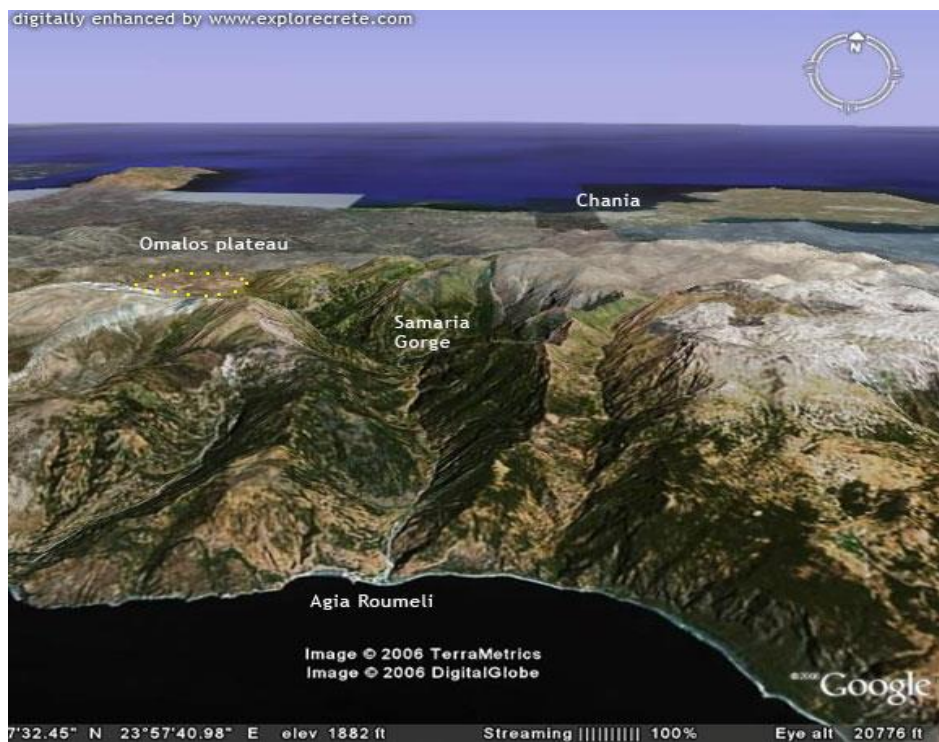 digitally enhanced by www.explorecrete.com
N
Chania
Omalos plateau
Samaria
Gorge
Agia Roumeli
Image © 2006 TerraMetrics
Image © 2006 DigitalGlobe
©2006 Google
7'32.45" N 23°57'40.98" E elev 1882 ft Streaming |||||||||| 100% Eye alt 20776 ft